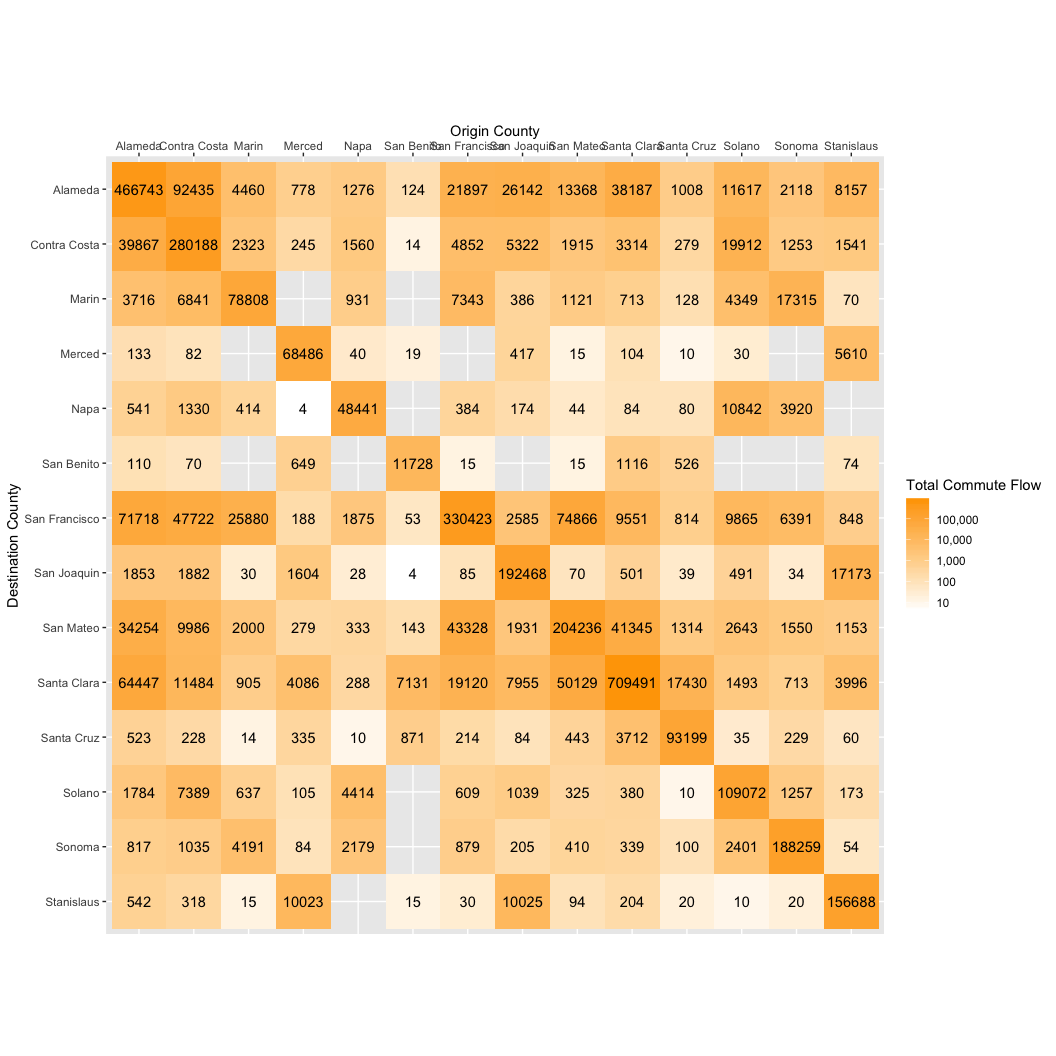 Origin County
Alameda Contra Costa Marin Merced Napa San Benito San Francisco San Joaquin San Mateo Santa Clara Santa Cruz Solano Sonoma Stanislaus
Alameda 466743 92435 4460 778 1276 124 21897 26142 13368 38187 1008 11617 2118 8157
Contra Costa 39867 280188 2323 245 1560 14 4852 5322 1915 3314 279 19912 1253 1541
Marin 3716 6841 78808 931 7343 386 1121 713 128 4349 17315 70
Merced 133 82 68486 40 19 417 15 104 10 30 5610
Napa 541 1330 414 4 48441 384 174 44 84 80 10842 3920
San Benito 110 70 649 11728 15 15 1116 526 74
San Francisco 71718 47722 25880 188 1875 53 330423 2585 74866 9551 814 9865 6391 848
San Joaquin 1853 1882 30 1604 28 4 85 192468 70 501 39 491 34 17173
San Mateo 34254 9986 2000 279 333 143 43328 1931 204236 41345 1314 2643 1550 1153
Santa Clara 64447 11484 905 4086 288 7131 19120 7955 50129 709491 17430 1493 713 3996
Santa Cruz 523 228 14 335 10 871 214 84 443 3712 93199 35 229 60
Solano 1784 7389 637 105 4414 609 1039 325 380 10 109072 1257 173
Sonoma 817 1035 4191 84 2179 879 205 410 339 100 2401 188259 54
Stanislaus 542 318 15 10023 15 30 10025 94 204 20 10 20 156688
Destination County
Total Commute Flow
100,000
10,000
1,000
100
10